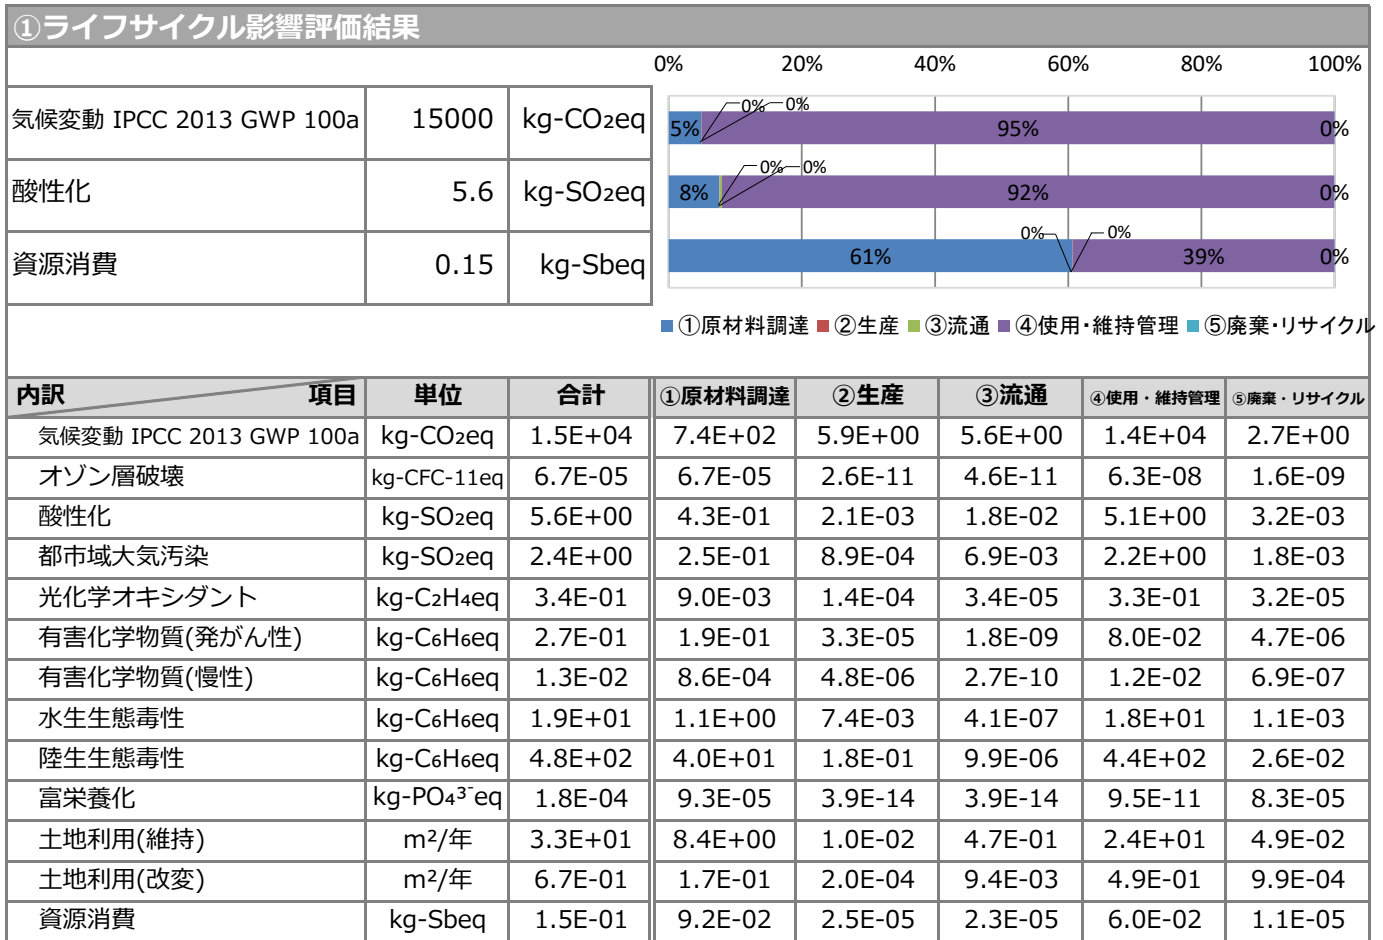 ①ライフサイクル影響評価結果
0% 20% 40% 60% 80% 100%
気候変動 IPCC 2013 GWP 100a 15000 kg-CO₂eq 5% 0% 0% 95% 0%
酸性化 5.6 kg-SO₂eq 8% 0% 0% 92% 0%
資源消費 0.15 kg-Sbeq 61% 0% 0% 39% 0%
①原材料調達 ②生産 ③流通 ④使用・維持管理 ⑤廃棄・リサイクル
内訳 項目 単位 合計 ①原材料調達 ②生産 ③流通 ④使用・維持管理 ⑤廃棄・リサイクル
気候変動 IPCC 2013 GWP 100a kg-CO₂eq 1.5E+04 7.4E+02 5.9E+00 5.6E+00 1.4E+04 2.7E+00
オゾン層破壊 kg-CFC-11eq 6.7E-05 6.7E-05 2.6E-11 4.6E-11 6.3E-08 1.6E-09
酸性化 kg-SO₂eq 5.6E+00 4.3E-01 2.1E-03 1.8E-02 5.1E+00 3.2E-03
都市域大気汚染 kg-SO₂eq 2.4E+00 2.5E-01 8.9E-04 6.9E-03 2.2E+00 1.8E-03
光化学オキシダント kg-C₂H₄eq 3.4E-01 9.0E-03 1.4E-04 3.4E-05 3.3E-01 3.2E-05
有害化学物質(発がん性) kg-C₆H₆eq 2.7E-01 1.9E-01 3.3E-05 1.8E-09 8.0E-02 4.7E-06
有害化学物質(慢性) kg-C₆H₆eq 1.3E-02 8.6E-04 4.8E-06 2.7E-10 1.2E-02 6.9E-07
水生生態毒性 kg-C₆H₆eq 1.9E+01 1.1E+00 7.4E-03 4.1E-07 1.8E+01 1.1E-03
陸生生態毒性 kg-C₆H₆eq 4.8E+02 4.0E+01 1.8E-01 9.9E-06 4.4E+02 2.6E-02
富栄養化 kg-PO₄³⁻eq 1.8E-04 9.3E-05 3.9E-14 3.9E-14 9.5E-11 8.3E-05
土地利用(維持) m²/年 3.3E+01 8.4E+00 1.0E-02 4.7E-01 2.4E+01 4.9E-02
土地利用(改変) m²/年 6.7E-01 1.7E-01 2.0E-04 9.4E-03 4.9E-01 9.9E-04
資源消費 kg-Sbeq 1.5E-01 9.2E-02 2.5E-05 2.3E-05 6.0E-02 1.1E-05